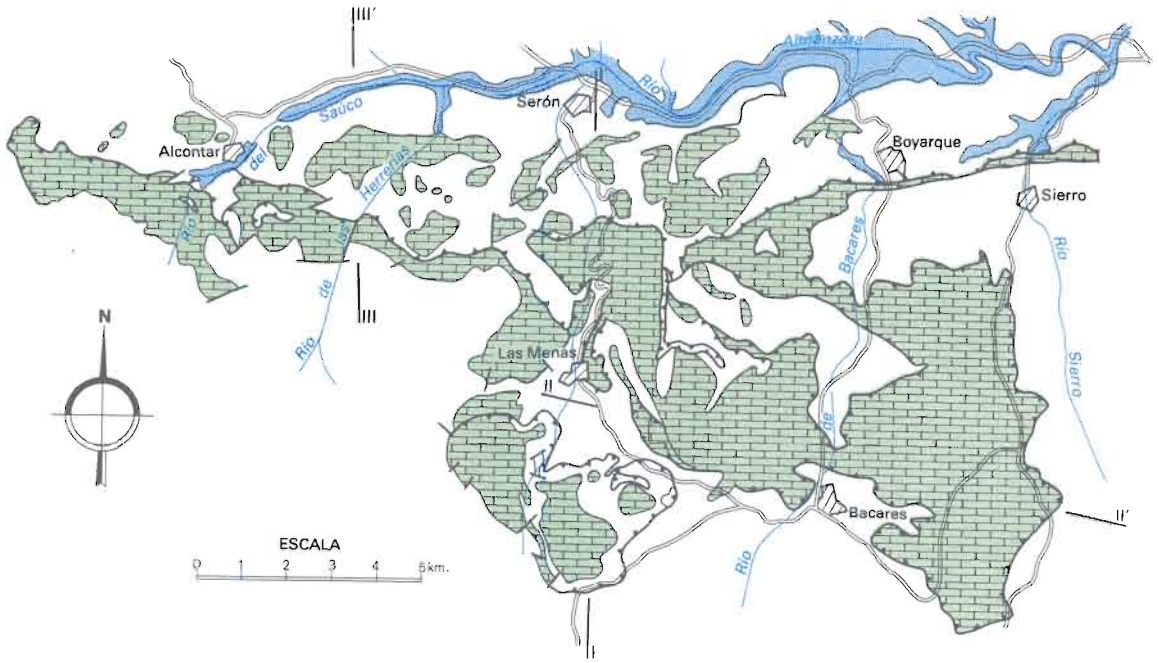 III'
Almanzora
Río
Serón
Saúco
del
Río
Alcontar
Boyarque
Sierro
Herrerías
las
de
Río
III
Bacares
de
Río
Río
Sierro
N
Las Menas
II
Bacares
II'
ESCALA
0 1 2 3 4 5 km.
I
I